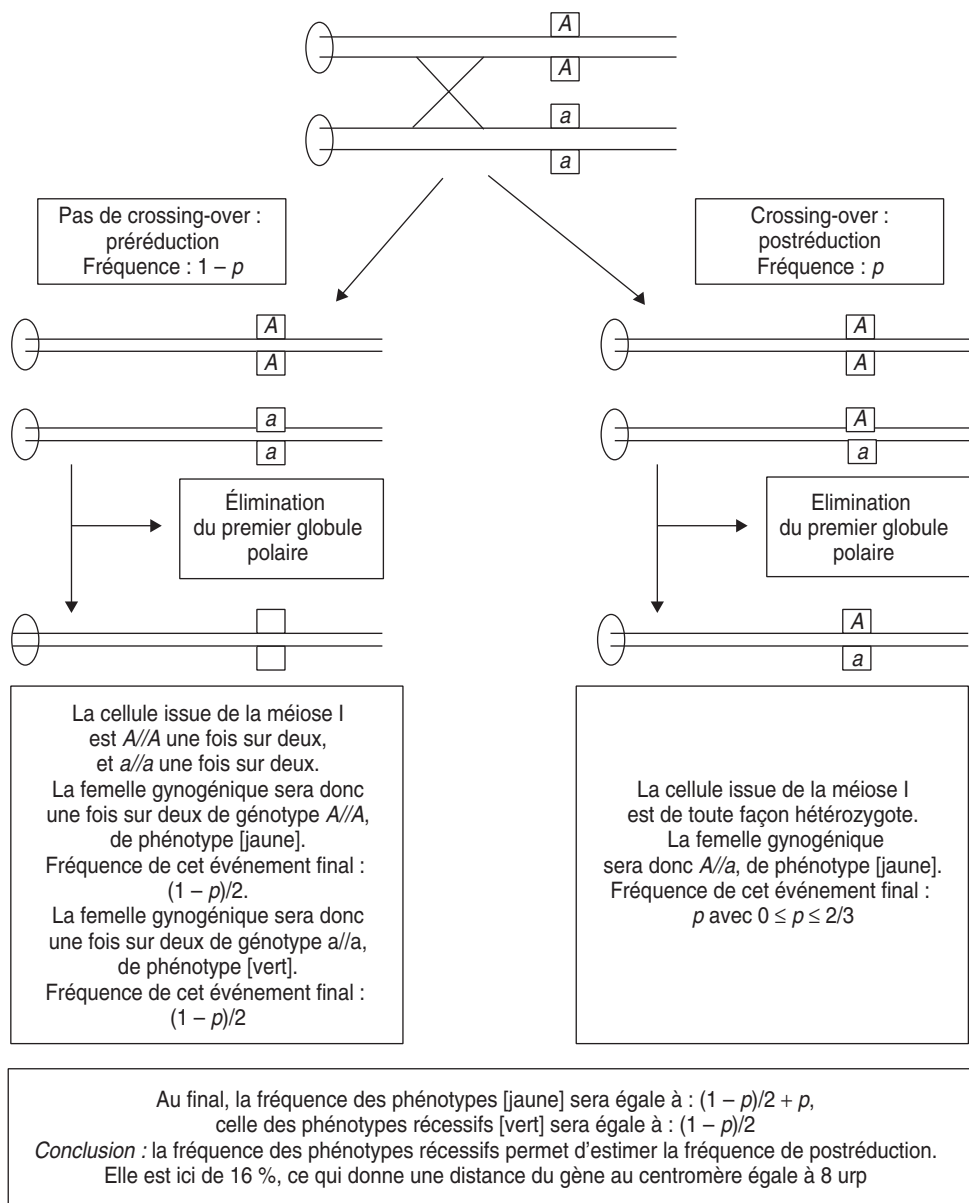 A
A
a
a
Pas de crossing-over :
préréduction
Fréquence : 1 – p
Crossing-over :
postréduction
Fréquence : p
A
A
a
a
A
A
A
a
Élimination
du premier globule
polaire
Elimination
du premier globule
polaire
A
a
La cellule issue de la méiose I
est A//A une fois sur deux,
et a//a une fois sur deux.
La femelle gynogénique sera donc
une fois sur deux de génotype A//A,
de phénotype [jaune].
Fréquence de cet événement final :
(1 – p)/2.
La femelle gynogénique sera donc
une fois sur deux de génotype a//a,
de phénotype [vert].
Fréquence de cet événement final :
(1 – p)/2
La cellule issue de la méiose I
est de toute façon hétérozygote.
La femelle gynogénique
sera donc A//a, de phénotype [jaune].
Fréquence de cet événement final :
p avec 0 ≤ p ≤ 2/3
Au final, la fréquence des phénotypes [jaune] sera égale à : (1 – p)/2 + p,
celle des phénotypes récessifs [vert] sera égale à : (1 – p)/2
Conclusion : la fréquence des phénotypes récessifs permet d'estimer la fréquence de postréduction.
Elle est ici de 16 %, ce qui donne une distance du gène au centromère égale à 8 urp